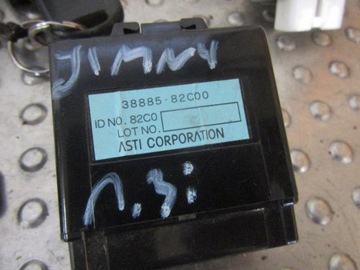 JIMNY
38885-82C00
ID NO. 82C0
LOT NO.
ASTI CORPORATION
1.3i